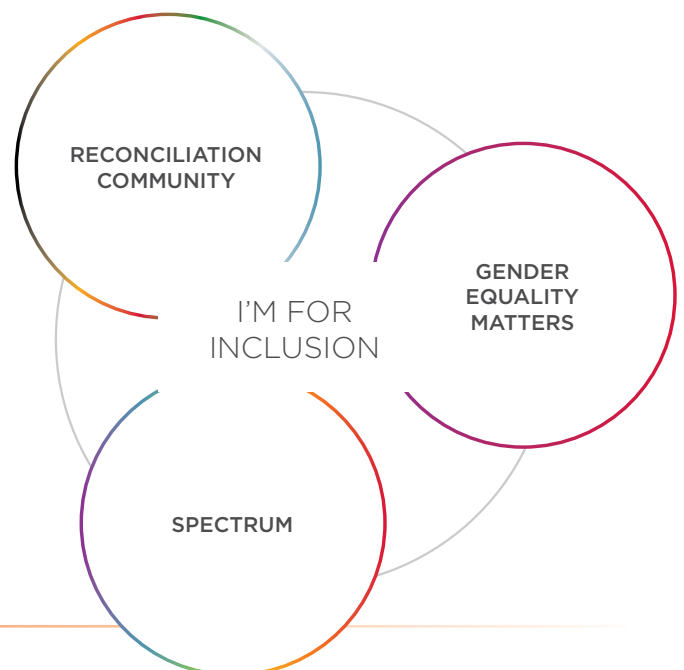 RECONCILIATION
COMMUNITY
GENDER
EQUALITY
MATTERS
I'M FOR
INCLUSION
SPECTRUM